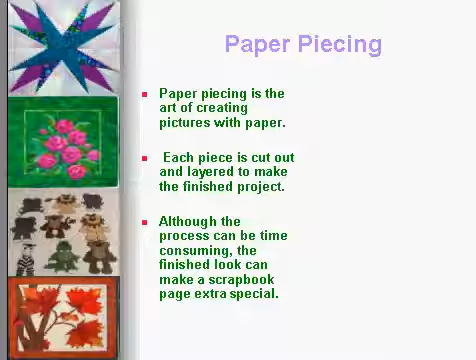 Paper Piecing
Paper piecing is the
art of creating
pictures with paper.
Each piece is cut out
and layered to make
the finished project.
Although the
process can be time
consuming, the
finished look can
make a scrapbook
page extra special.